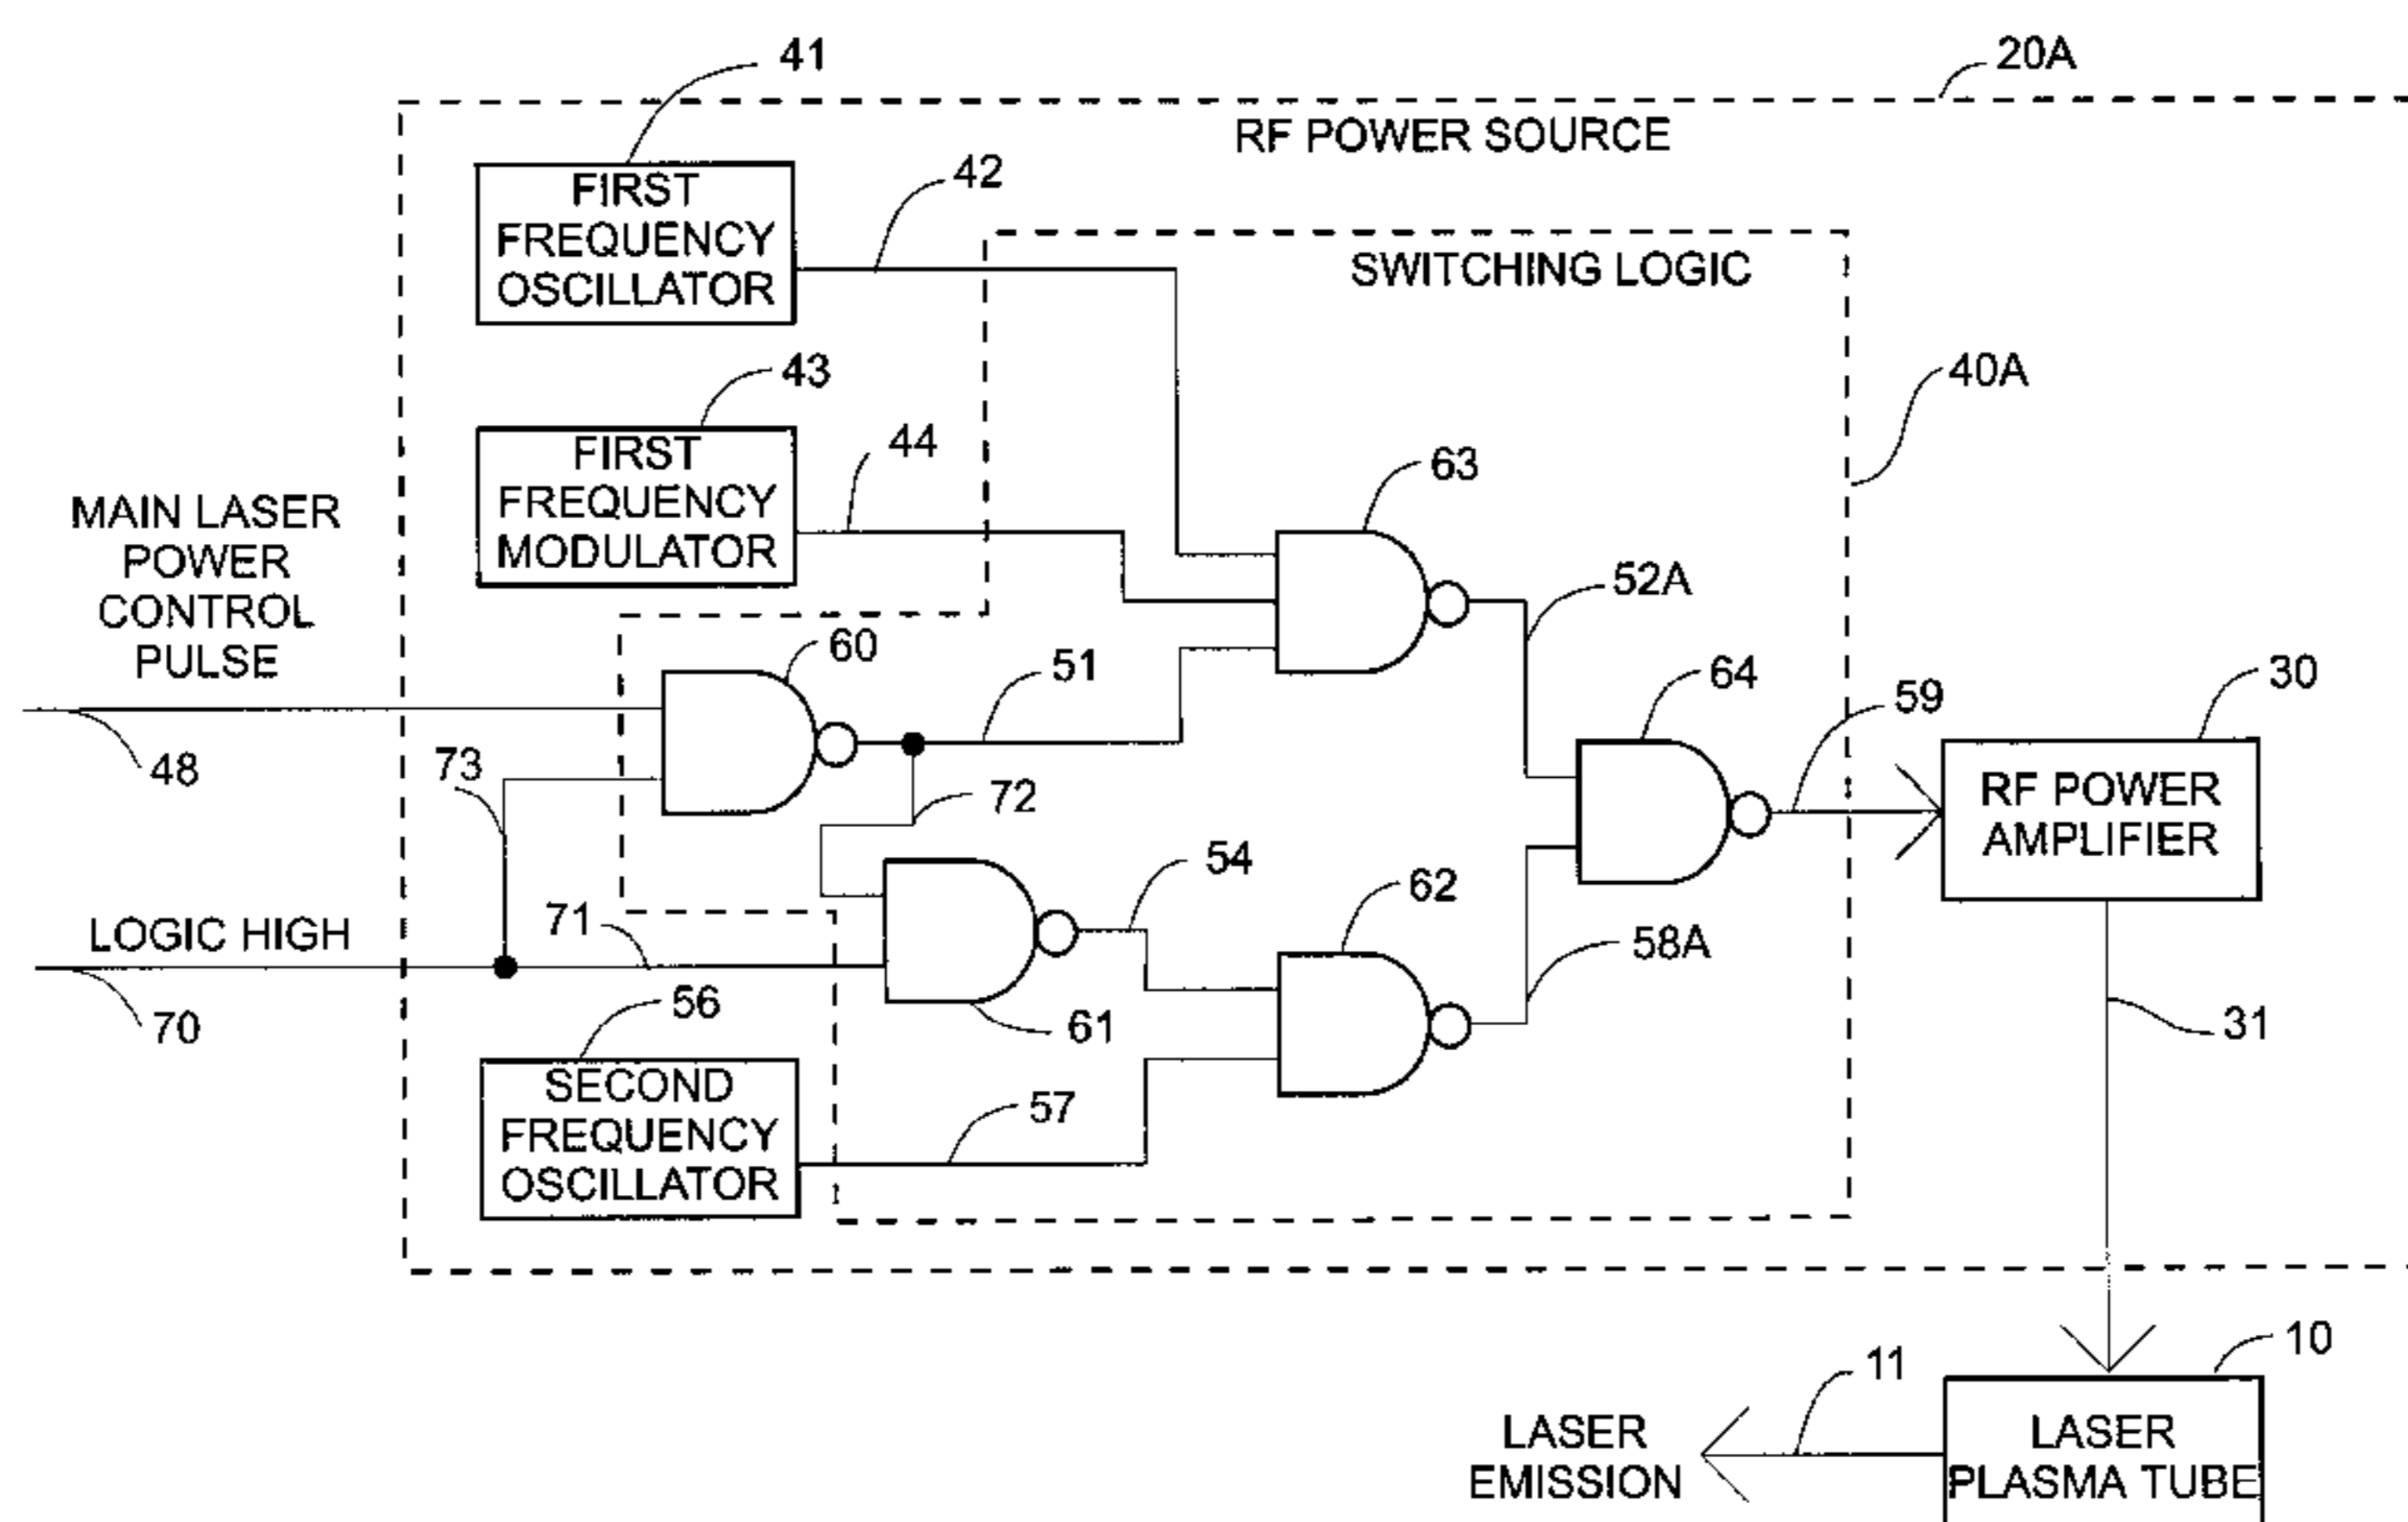 41
20A
RF POWER SOURCE
FIRST
FREQUENCY
OSCILLATOR
42
SWITCHING LOGIC
43
40A
FIRST
FREQUENCY
MODULATOR
44
63
MAIN LASER
POWER
CONTROL
PULSE
52A
60
51
64
59
30
48
73
72
RF POWER
AMPLIFIER
54
62
LOGIC HIGH
71
58A
70
56
61
31
SECOND
FREQUENCY
OSCILLATOR
57
10
11
LASER
EMISSION
LASER
PLASMA TUBE